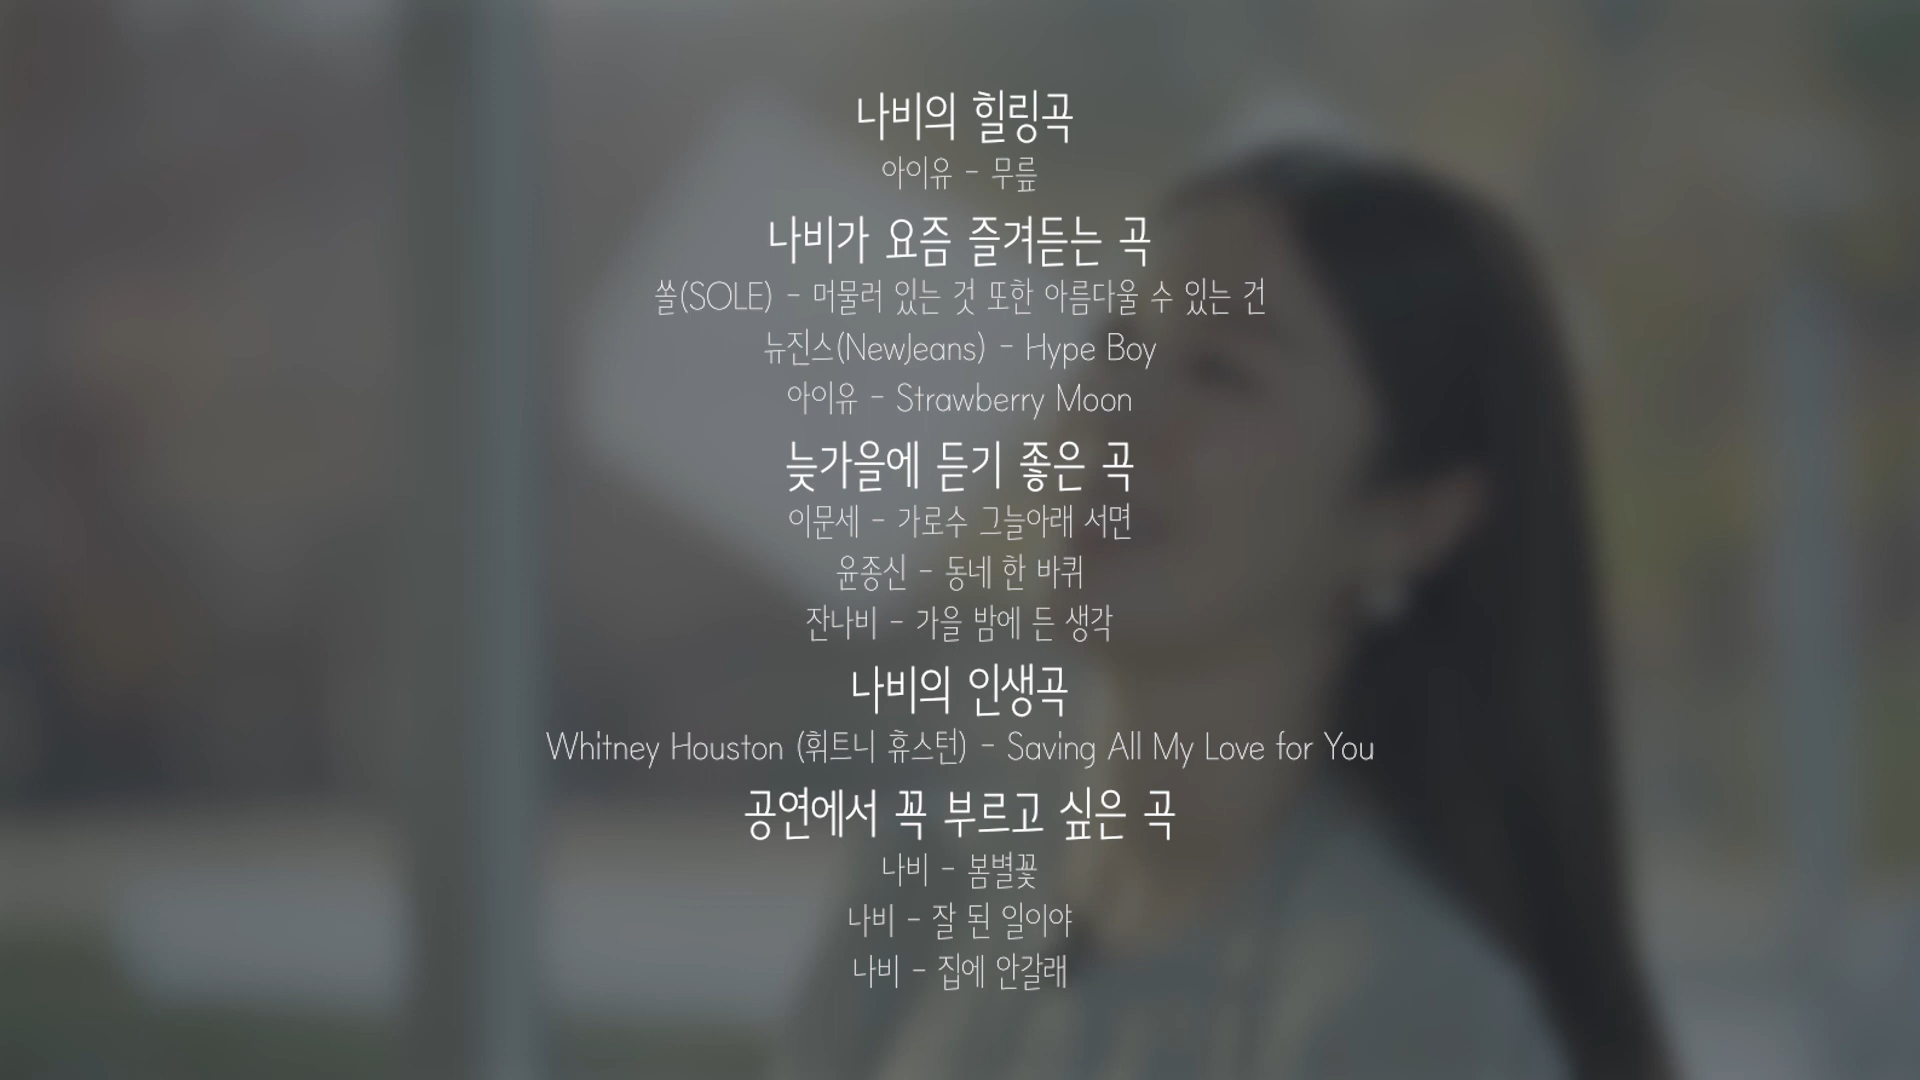 나비의 힐링곡
아이유 - 무릎
나비가 요즘 즐겨듣는 곡
쏠(SOLE) - 머물러 있는 것 또한 아름다울 수 있는 건
뉴진스(NewJeans) - Hype Boy
아이유 - Strawberry Moon
늦가을에 듣기 좋은 곡
이문세 - 가로수 그늘아래 서면
윤종신 - 동네 한 바퀴
잔나비 - 가을 밤에 든 생각
나비의 인생곡
Whitney Houston (휘트니 휴스턴) - Saving All My Love for You
공연에서 꼭 부르고 싶은 곡
나비 - 봄별꽃
나비 - 잘 된 일이야
나비 - 집에 안갈래